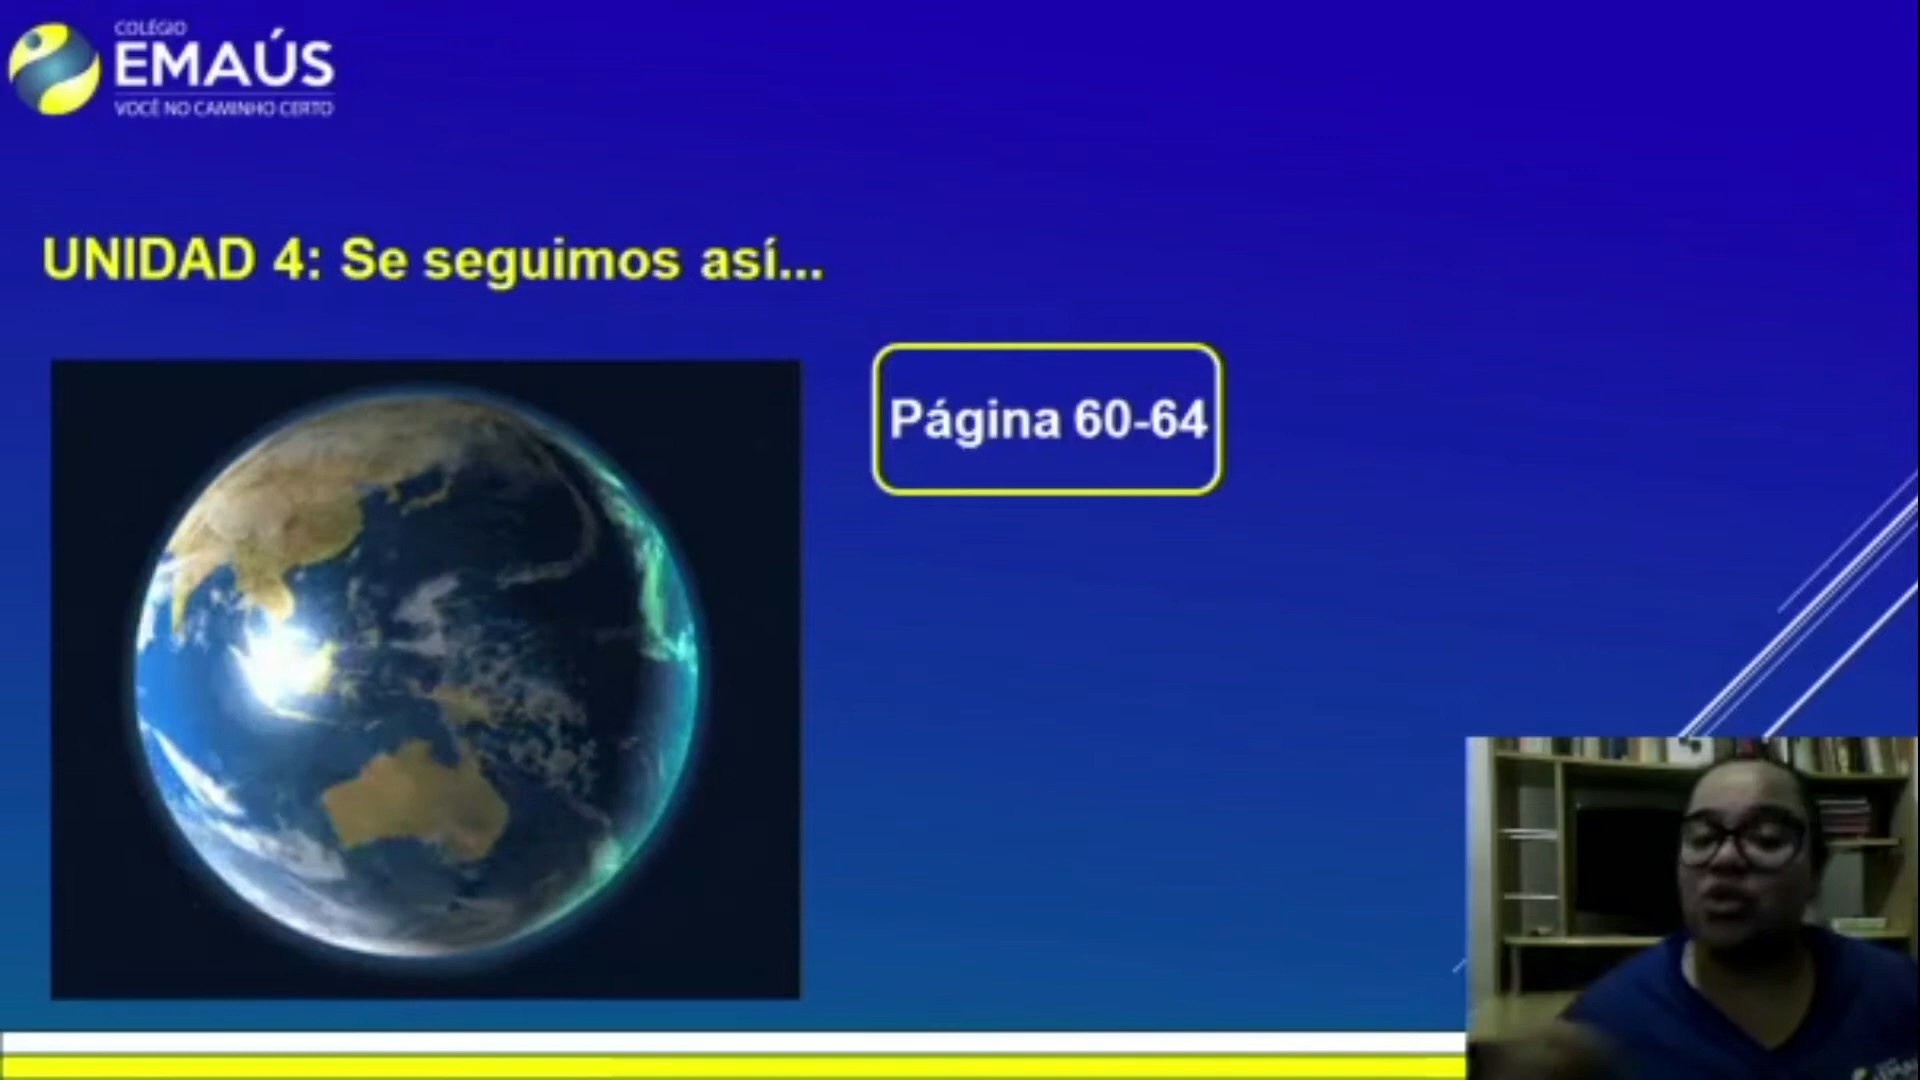 COLÉGIO
EMAÚS
VOCÊ NO CAMINHO CERTO
UNIDAD 4: Se seguimos así...
Página 60-64